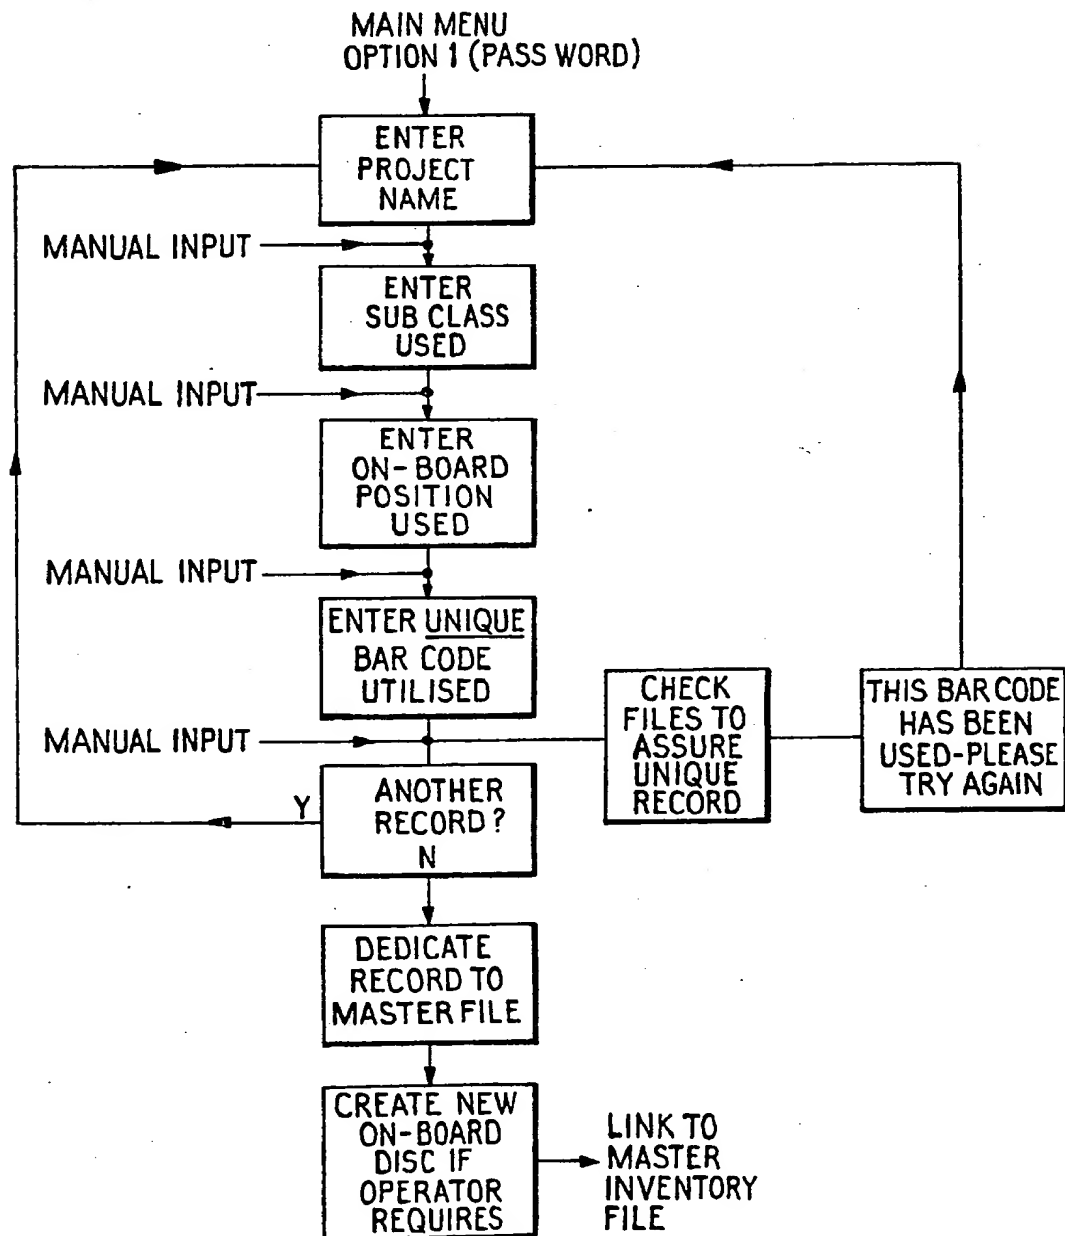 MAIN MENU
OPTION 1 (PASS WORD)
ENTER
PROJECT
NAME
MANUAL INPUT
ENTER
SUB CLASS
USED
MANUAL INPUT
ENTER
ON-BOARD
POSITION
USED
MANUAL INPUT
ENTER UNIQUE
BAR CODE
UTILISED
MANUAL INPUT
CHECK
FILES TO
ASSURE
UNIQUE
RECORD
THIS BAR CODE
HAS BEEN
USED-PLEASE
TRY AGAIN
Y
ANOTHER
RECORD?
N
DEDICATE
RECORD TO
MASTER FILE
CREATE NEW
ON-BOARD
DISC IF
OPERATOR
REQUIRES
LINK TO
MASTER
INVENTORY
FILE